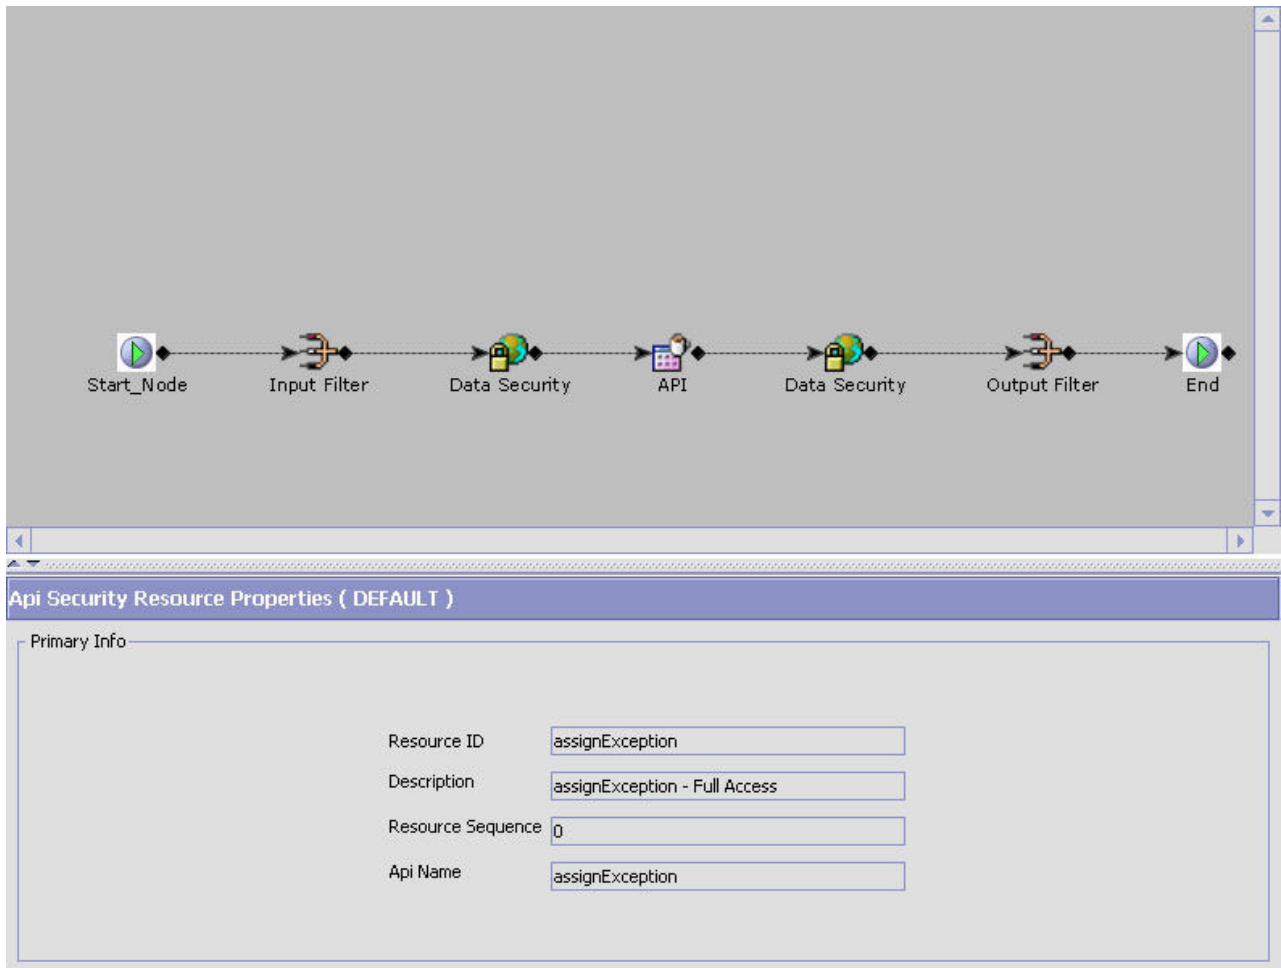 Start_Node Input Filter Data Security API Data Security Output Filter End
Api Security Resource Properties ( DEFAULT )
Primary Info
Resource ID assignException
Description assignException - Full Access
Resource Sequence 0
Api Name assignException